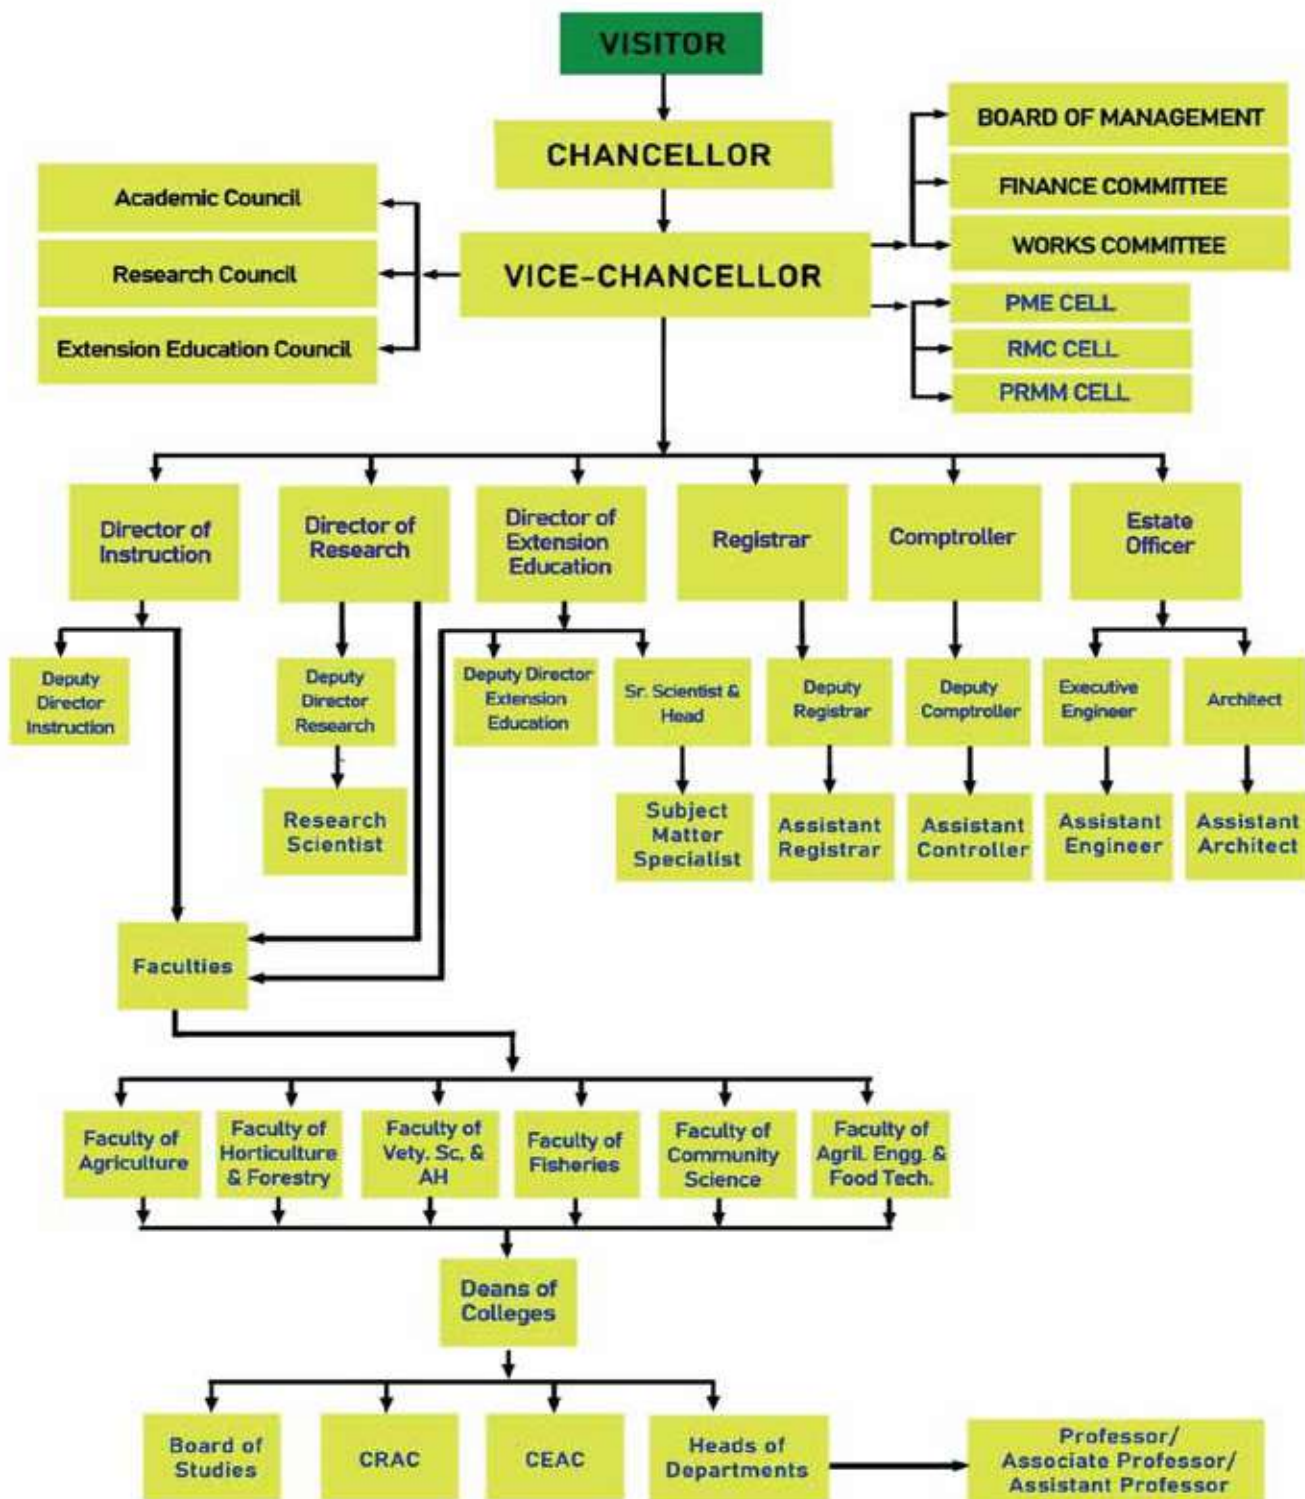 VISITOR
CHANCELLOR
VICE-CHANCELLOR
BOARD OF MANAGEMENT
FINANCE COMMITTEE
WORKS COMMITTEE
Academic Council
Research Council
Extension Education Council
PME CELL
RMC CELL
PRMM CELL
Director of
Instruction
Director of
Research
Director of
Extension
Education
Registrar
Comptroller
Estate
Officer
Deputy
Director
Instruction
Deputy
Director
Research
Deputy Director
Extension
Education
Sr. Scientist &
Head
Deputy
Registrar
Deputy
Comptroller
Executive
Engineer
Architect
Research
Scientist
Subject
Matter
Specialist
Assistant
Registrar
Assistant
Controller
Assistant
Engineer
Assistant
Architect
Faculties
Faculty of
Agriculture
Faculty of
Horticulture
& Forestry
Faculty of
Vety. Sc, &
AH
Faculty of
Fisheries
Faculty of
Community
Science
Faculty of
Agril. Engg. &
Food Tech.
Deans of
Colleges
Board of
Studies
CRAC
CEAC
Heads of
Departments
Professor/
Associate Professor/
Assistant Professor